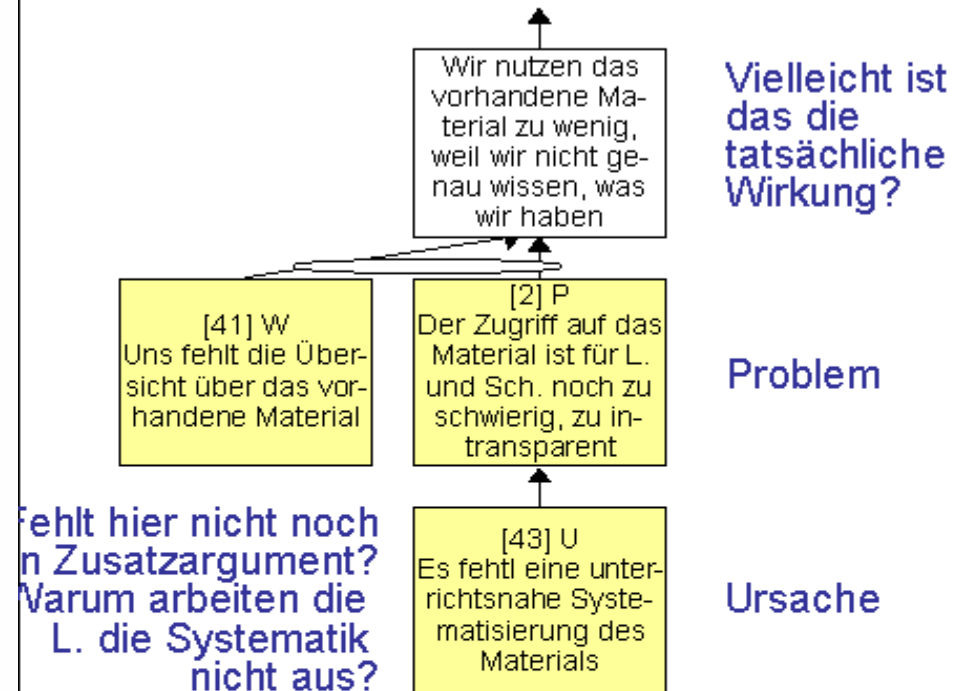 Wir nutzen das
vorhandene Ma-
terial zu wenig,
weil wir nicht ge-
nau wissen, was
wir haben
Vielleicht ist
das die
tatsächliche
Wirkung?
[41] W
Uns fehlt die Über-
sicht über das vor-
handene Material
[2] P
Der Zugriff auf das
Material ist für L.
und Sch. noch zu
schwierig, zu in-
transparent
Problem
Fehlt hier nicht noch
n Zusatzargument?
Warum arbeiten die
L. die Systematik
nicht aus?
[43] U
Es fehtl eine unter-
richtsnahe Syste-
matisierung des
Materials
Ursache